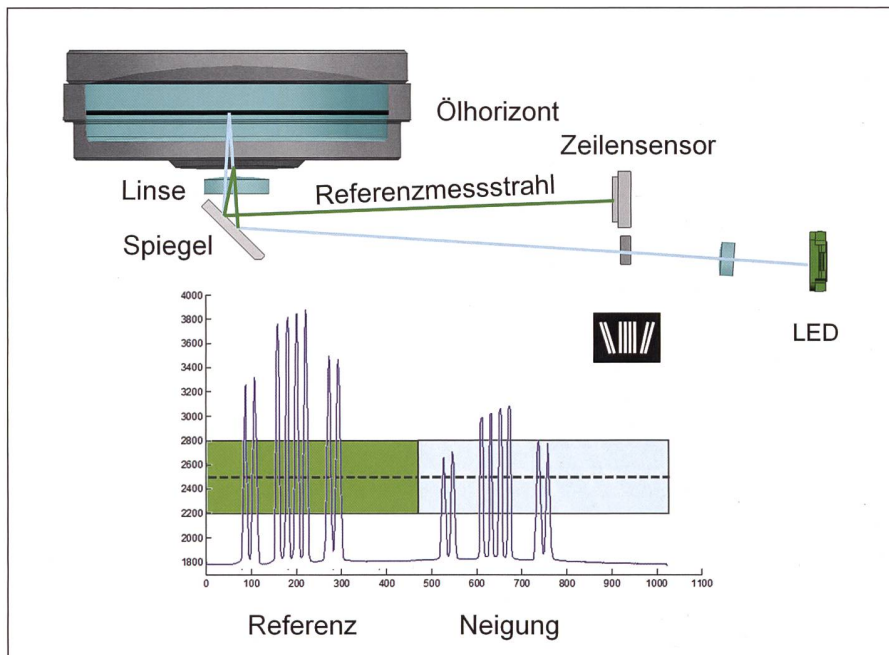 Ölhorizont
Zeilensensor
Linse
Referenzmessstrahl
Spiegel
LED
4000
3800
3600
3400
3200
3000
2800
2600
2400
2200
2000
1800
0 100 200 300 400 500 600 700 800 900 1000 1100
Referenz Neigung